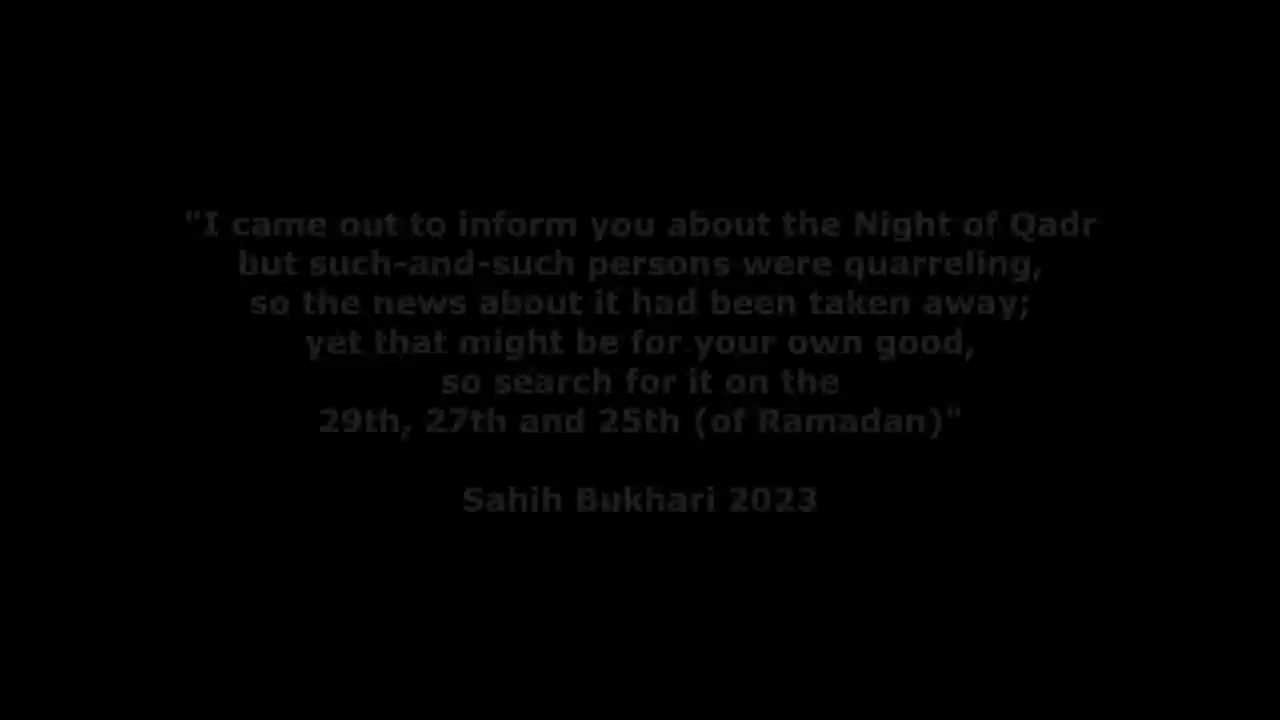 "I came out to inform you about the Night of Qadr
but such-and-such persons were quarreling,
so the news about it had been taken away;
yet that might be for your own good,
so search for it on the
29th, 27th and 25th (of Ramadan)"
Sahih Bukhari 2023